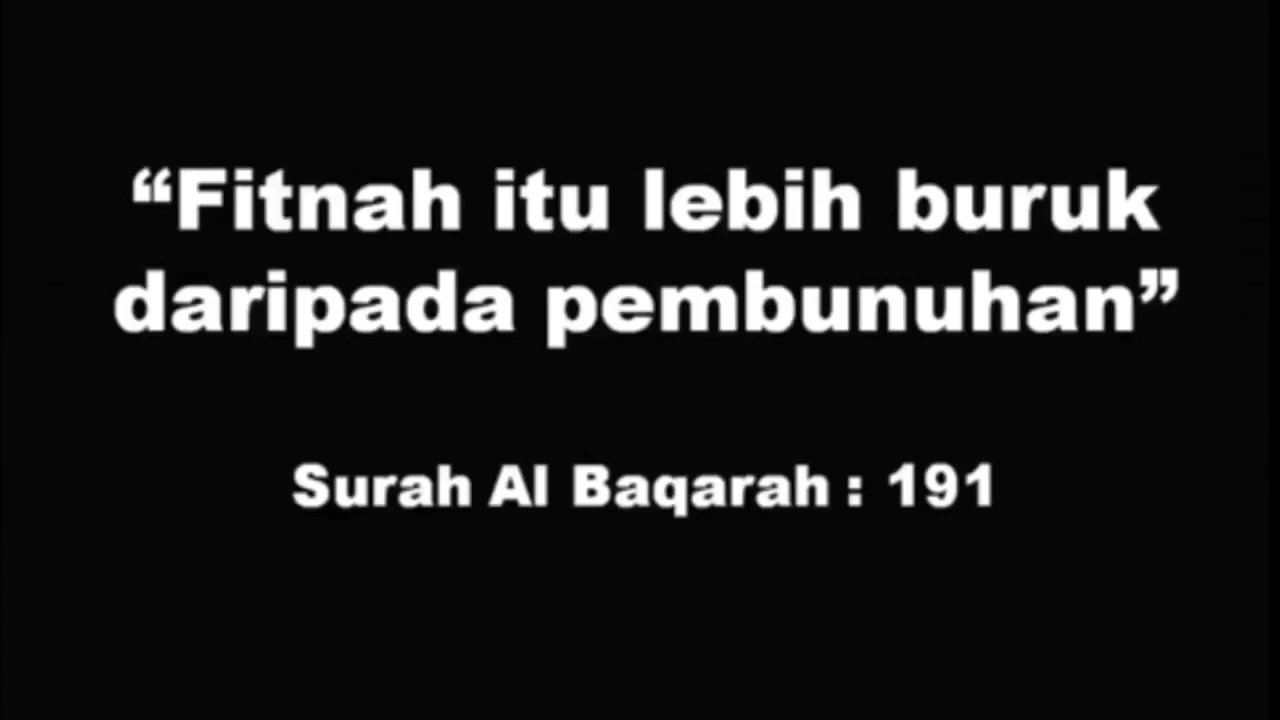 “Fitnah itu lebih buruk
daripada pembunuhan”
Surah Al Baqarah : 191